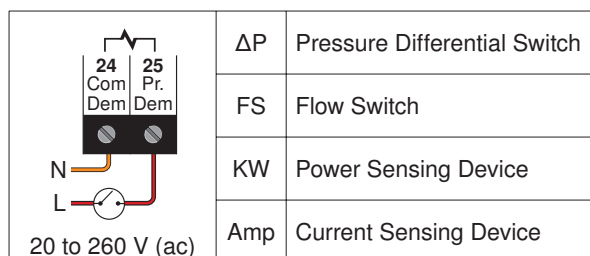 24 25
Com Pr.
Dem Dem
N
L
20 to 260 V (ac)
ΔP Pressure Differential Switch
FS Flow Switch
KW Power Sensing Device
Amp Current Sensing Device